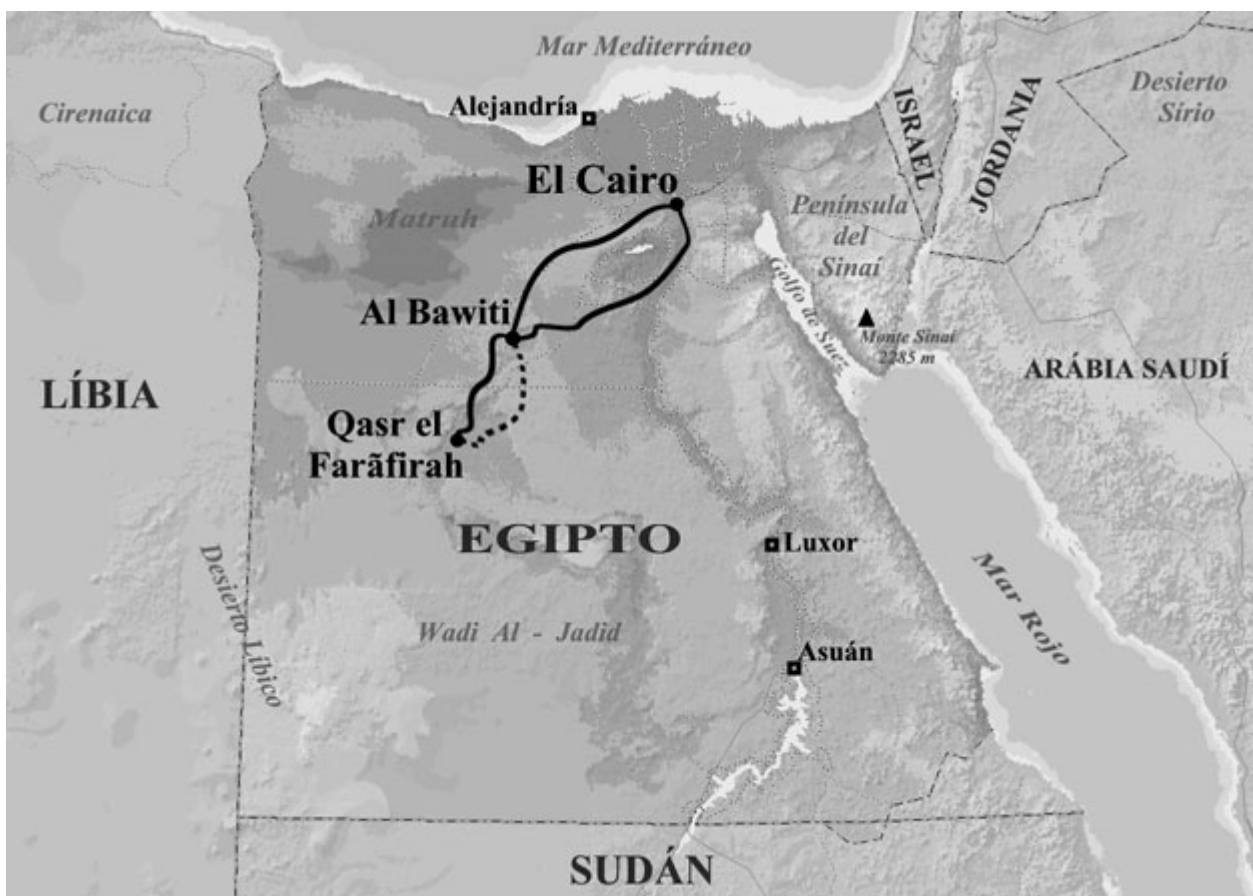 Mar Mediterráneo
Cirenaica
Desierto
Sírio
Alejandría
ISRAEL
JORDANIA
El Cairo
Matruh
Península
del
Sinaí
Golfo de Suez
Al Bawiti
Monte Sinaí
2285 m
LÍBIA
ARÁBIA SAUDÍ
Qasr el
Farãfirah
EGIPTO
Luxor
Desierto Líbico
Mar Rojo
Wadi Al - Jadid
Asuán
SUDÁN